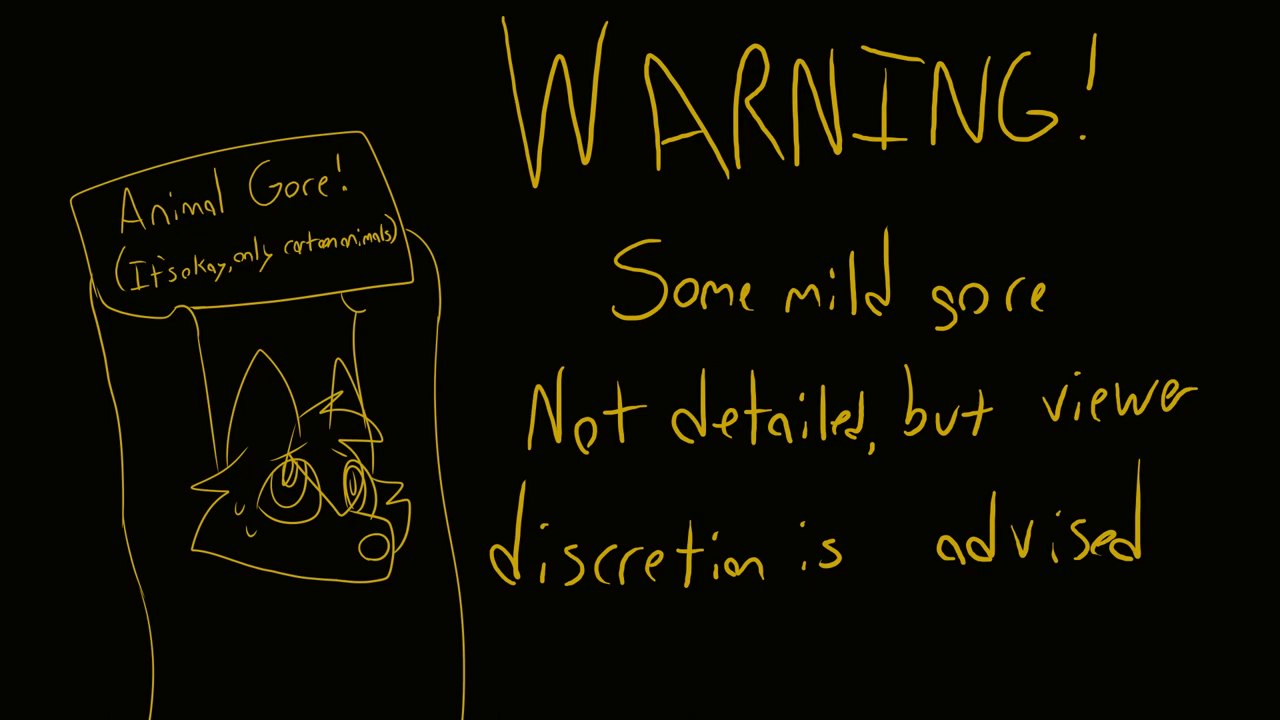 Animal Gore!
(It's okay, only cartoon animals)
WARNING!
Some mild gore
Not detailed, but viewer
discretion is advised